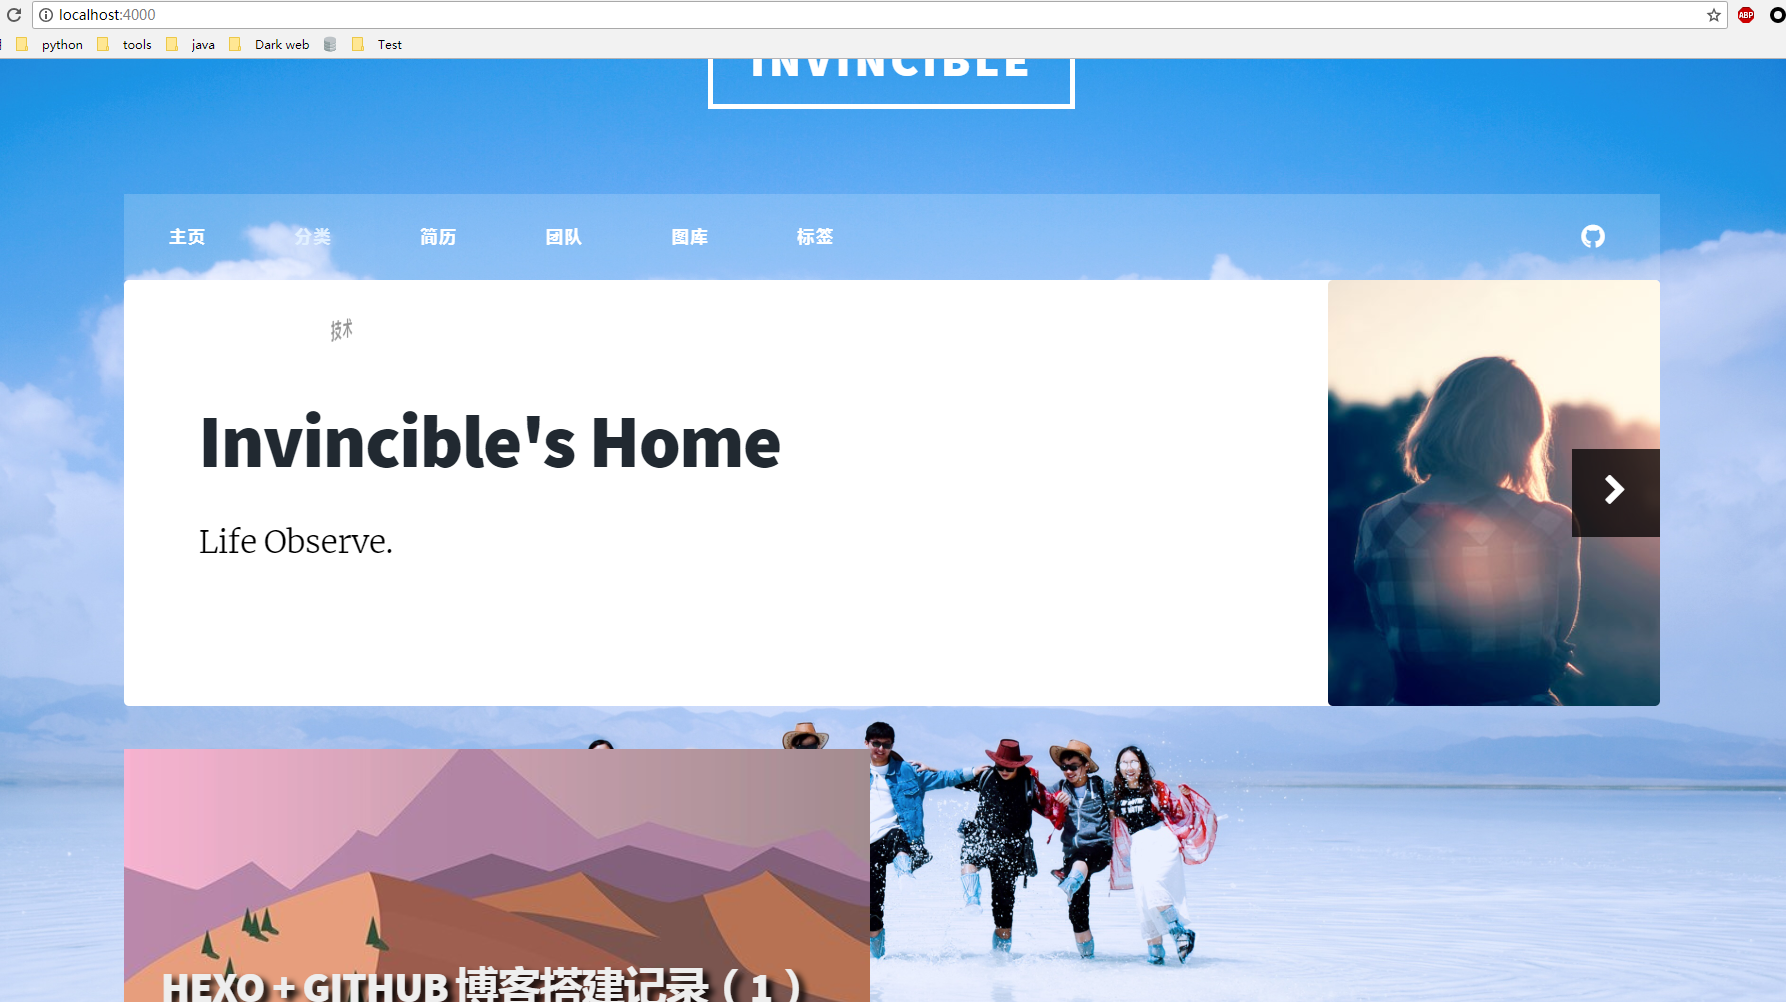 localhost:4000
ABP
python tools java Dark web Test
INVINCIBLE
主页 分类 简历 团队 图库 标签
技术
Invincible's Home
Life Observe.
HEXO + GITHUB 博客搭建记录（1）